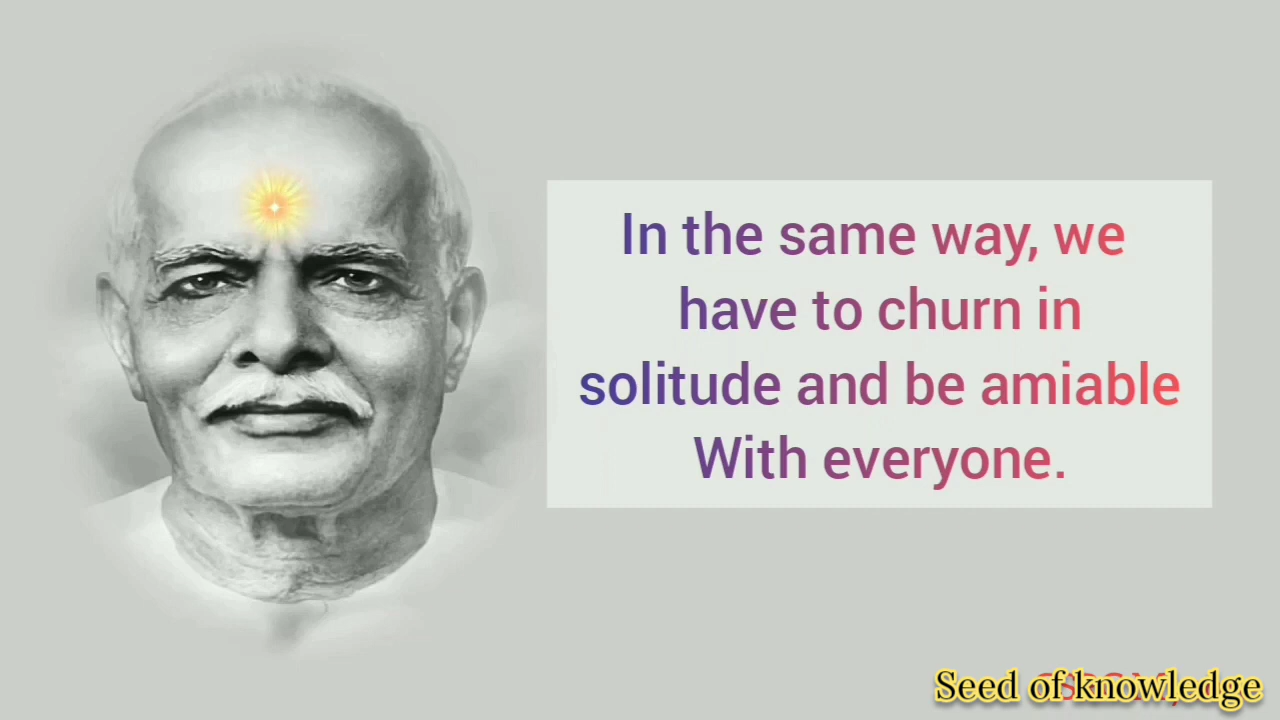 In the same way, we
have to churn in
solitude and be amiable
With everyone.
Seed of knowledge